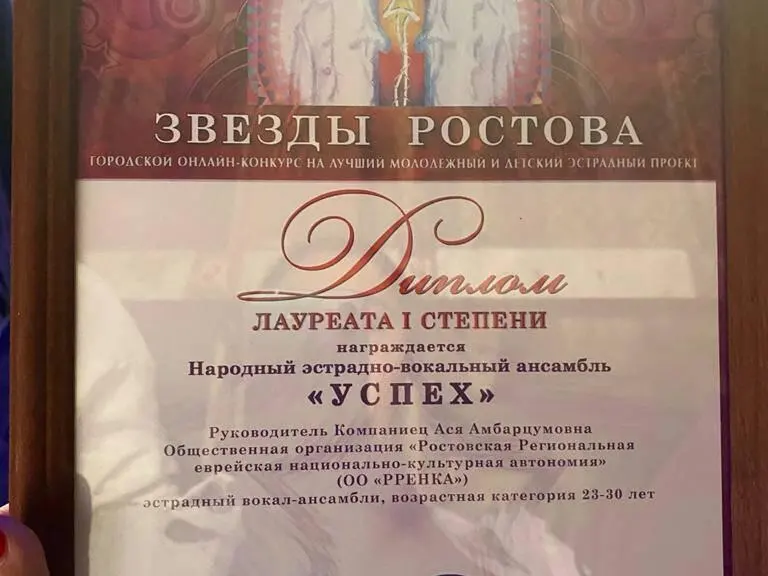 ЗВЕЗДЫ РОСТОВА
ГОРОДСКОЙ ОНЛАЙН-КОНКУРС НА ЛУЧШИЙ МОЛОДЕЖНЫЙ И ДЕТСКИЙ ЭСТРАДНЫЙ ПРОЕКТ
Диплом
ЛАУРЕАТА I СТЕПЕНИ
награждается
Народный эстрадно-вокальный ансамбль
«УСПЕХ»
Руководитель Компаниец Ася Амбарцумовна
Общественная организация «Ростовская Региональная
еврейская национально-культурная автономия»
(ОО «РРЕНКА»)
эстрадный вокал-ансамбли, возрастная категория 23-30 лет